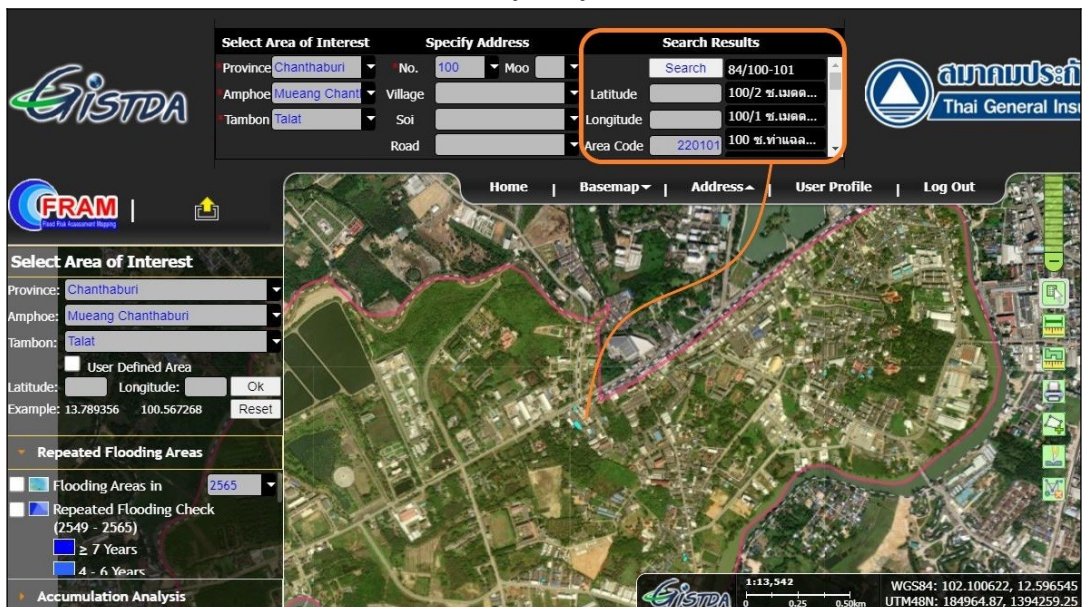 Select Area of Interest Specify Address Search Results
*Province Chanthaburi *No. 100 Moo Search 84/100-101
*Amphoe Mueang Chant Village Latitude 100/2 ซ.เมตต...
*Tambon Talat Soi Longitude 100/1 ซ.เมตต...
Road Area Code 220101 100 ซ.ท่าแฉล...
GISTDA
สมาคมประกั
Thai General Insu
FRAM
Flood Risk Assessment Mapping
Home | Basemap | Address | User Profile | Log Out
Select Area of Interest
Province: Chanthaburi
Amphoe: Mueang Chanthaburi
Tambon: Talat
User Defined Area
Latitude: Longitude: Ok
Example: 13.789356 100.567268 Reset
Repeated Flooding Areas
Flooding Areas in 2565
Repeated Flooding Check
(2549 - 2565)
≥ 7 Years
4 - 6 Years
Accumulation Analysis
GISTDA
1:13,542
0 0.25 0.50km
WGS84: 102.100622, 12.596545
UTM48N: 184964.87, 1394259.25